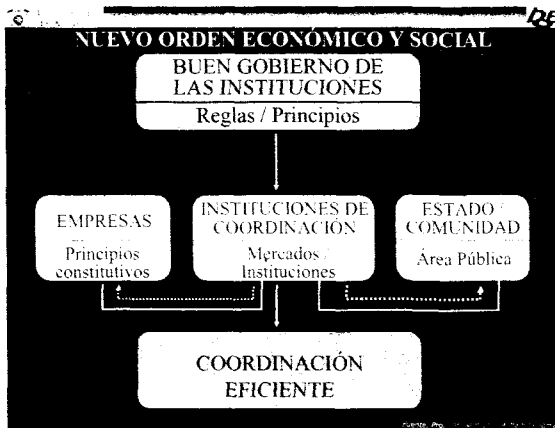 NUEVO ORDEN ECONÓMICO Y SOCIAL
BUEN GOBIERNO DE
LAS INSTITUCIONES
Reglas / Principios
EMPRESAS
Principios
constitutivos
INSTITUCIONES DE
COORDINACIÓN
Mercados /
Instituciones
ESTADO /
COMUNIDAD
Área Pública
COORDINACIÓN
EFICIENTE
Fuente: